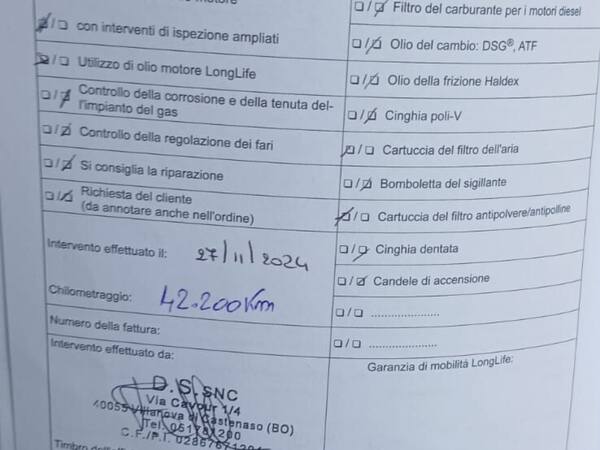 motore
con interventi di ispezione ampliati
Utilizzo di olio motore LongLife
Controllo della corrosione e della tenuta del-
l'impianto del gas
Controllo della regolazione dei fari
Si consiglia la riparazione
Richiesta del cliente
(da annotare anche nell'ordine)
Intervento effettuato il: 27/11/2024
Chilometraggio: 42.200Km
Numero della fattura:
Intervento effettuato da:
D.S. SNC
Via Cavour 1/4
40055 Villanova di Castenaso (BO)
Tel. 051781200
C.F./P.I.
Timbro
Filtro del carburante per i motori diesel
Olio del cambio: DSG®, ATF
Olio della frizione Haldex
Cinghia poli-V
Cartuccia del filtro dell'aria
Bomboletta del sigillante
Cartuccia del filtro antipolvere/antipolline
Cinghia dentata
Candele di accensione
......................
......................
Garanzia di mobilità LongLife: